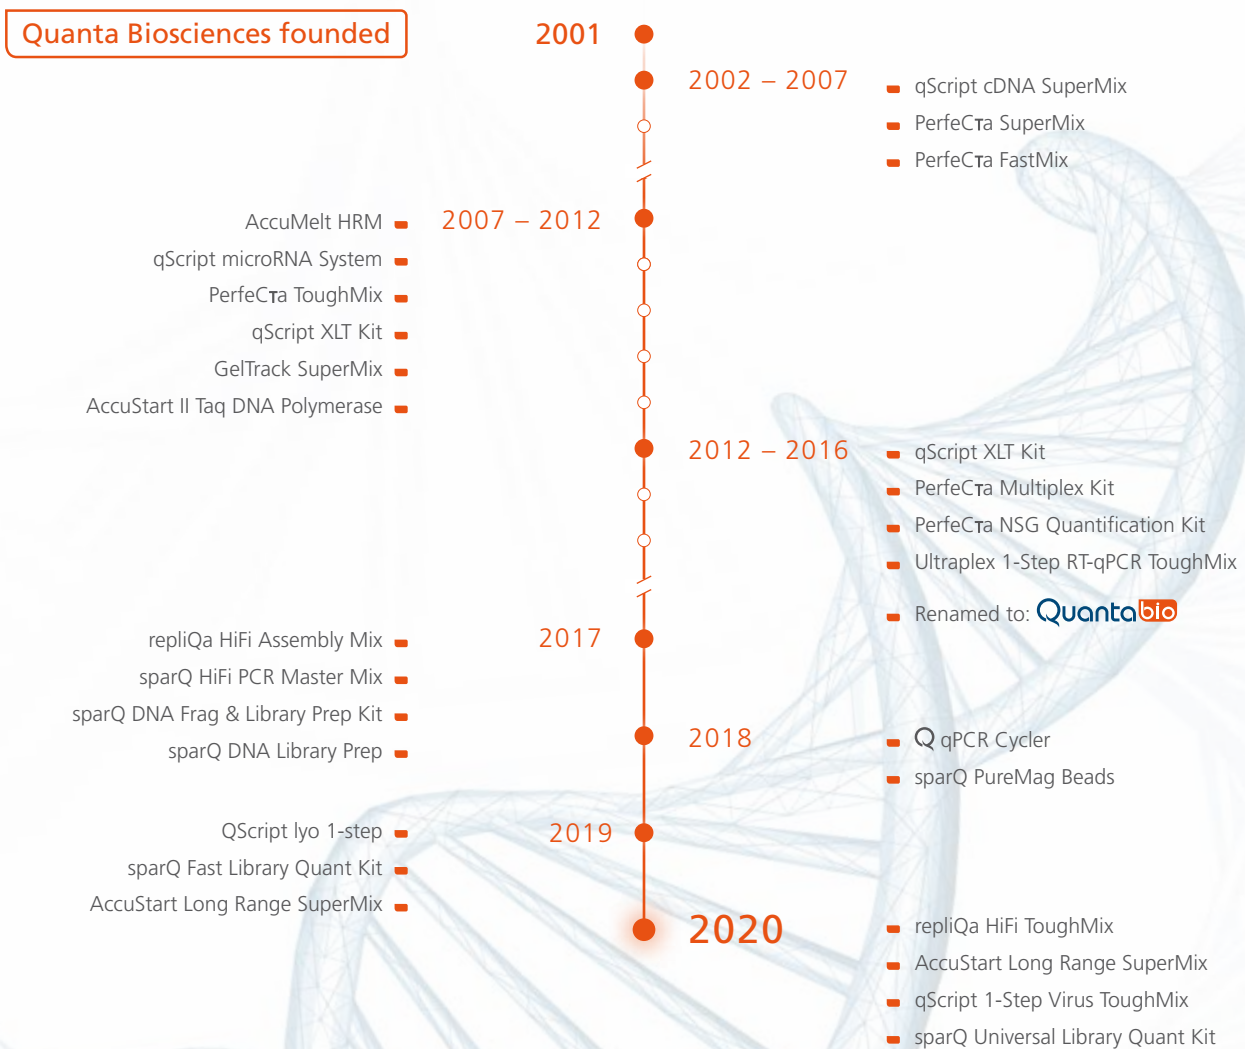 Quanta Biosciences founded
2001
2002 – 2007
qScript cDNA SuperMix
PerfeCTa SuperMix
PerfeCTa FastMix
2007 – 2012
AccuMelt HRM
qScript microRNA System
PerfeCTa ToughMix
qScript XLT Kit
GelTrack SuperMix
AccuStart II Taq DNA Polymerase
2012 – 2016
qScript XLT Kit
PerfeCTa Multiplex Kit
PerfeCTa NSG Quantification Kit
Ultraplex 1-Step RT-qPCR ToughMix
Renamed to: Quantabio
2017
repliQa HiFi Assembly Mix
sparQ HiFi PCR Master Mix
sparQ DNA Frag & Library Prep Kit
sparQ DNA Library Prep
2018
Q qPCR Cycler
sparQ PureMag Beads
2019
QScript lyo 1-step
sparQ Fast Library Quant Kit
AccuStart Long Range SuperMix
2020
repliQa HiFi ToughMix
AccuStart Long Range SuperMix
qScript 1-Step Virus ToughMix
sparQ Universal Library Quant Kit